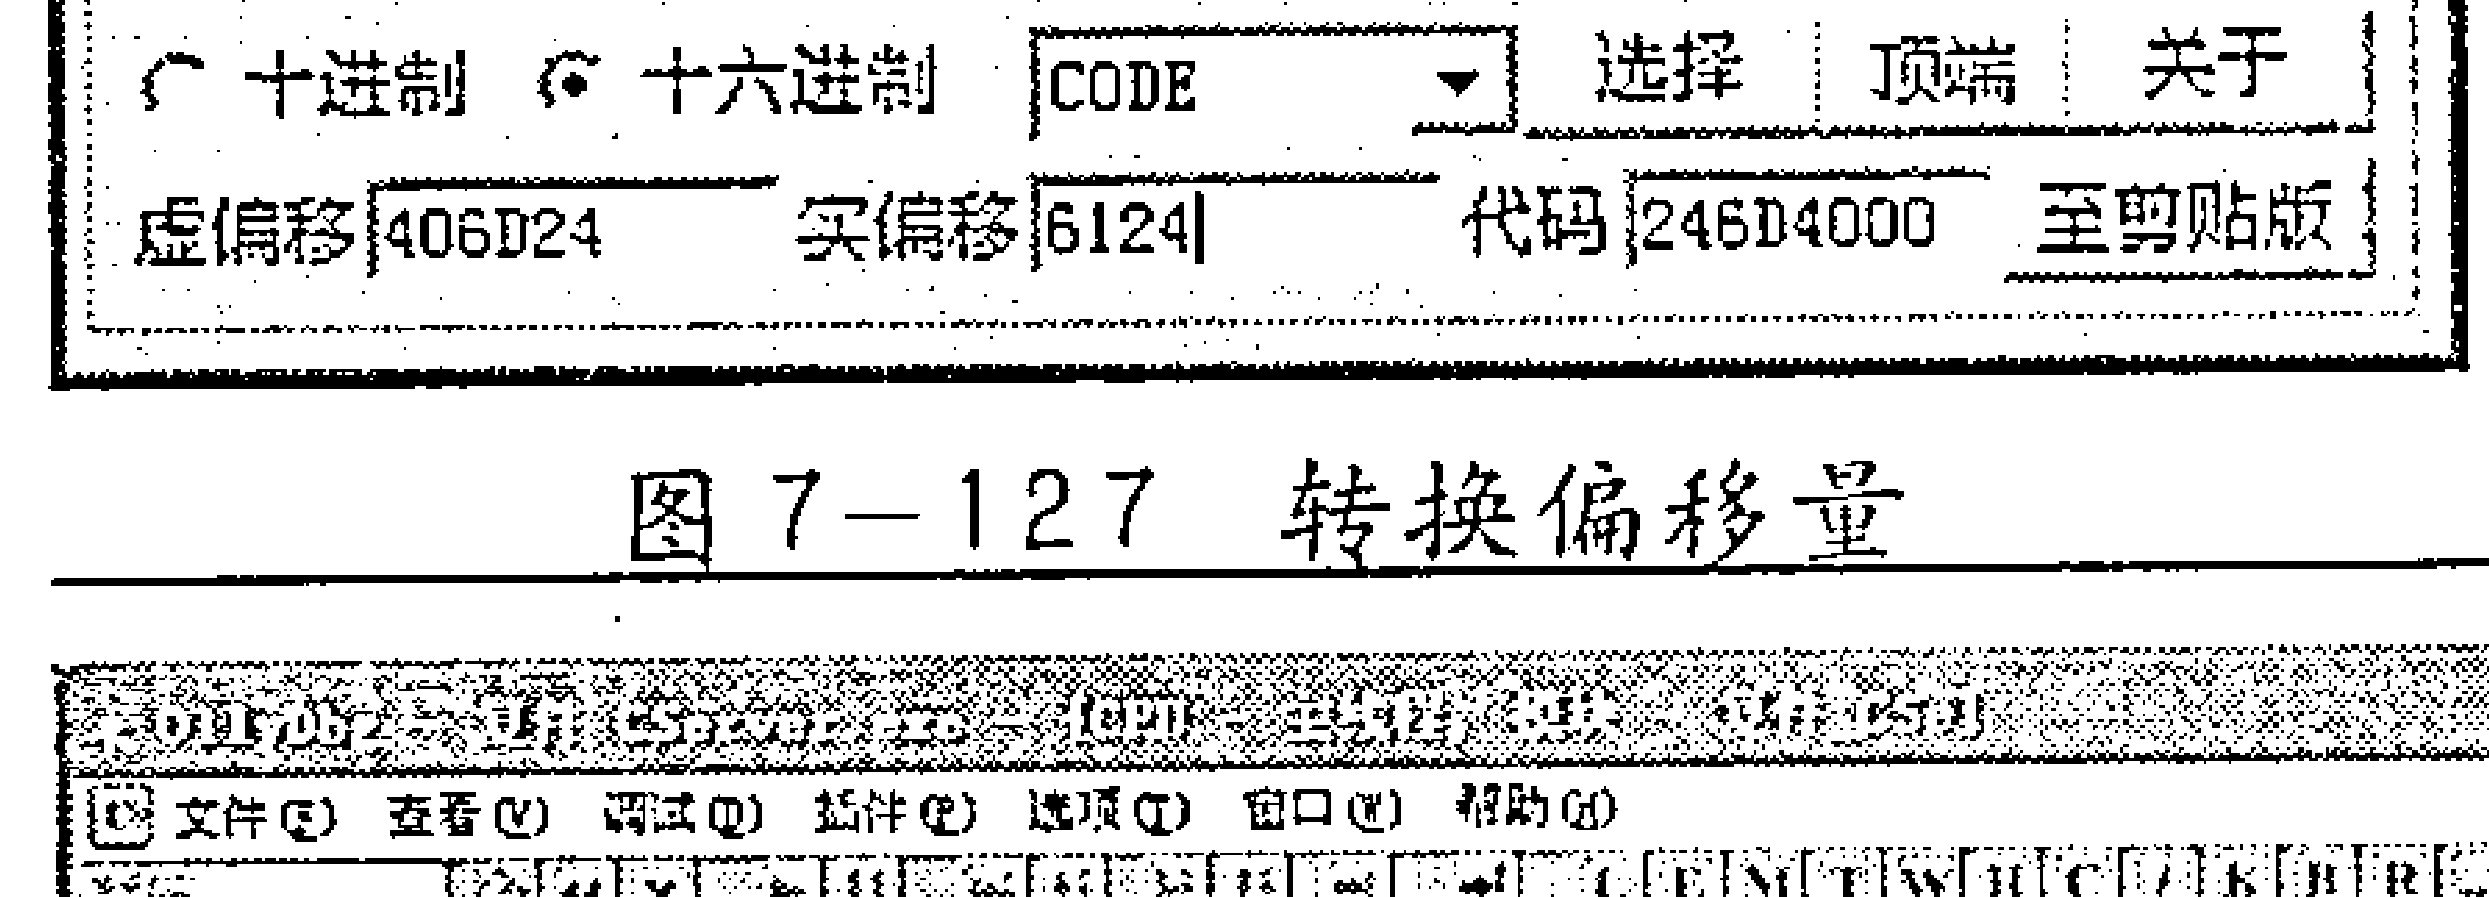 十进制 十六进制 CODE 选择 顶端 关于
虚偏移 406D24 实偏移 6124 代码 246D4000 至剪贴版
图 7-127 转换偏移量
文件(F) 查看(V) 调试(D) 插件(P) 选项(T) 窗口(W) 帮助(H)
L E M T W H C / K B R